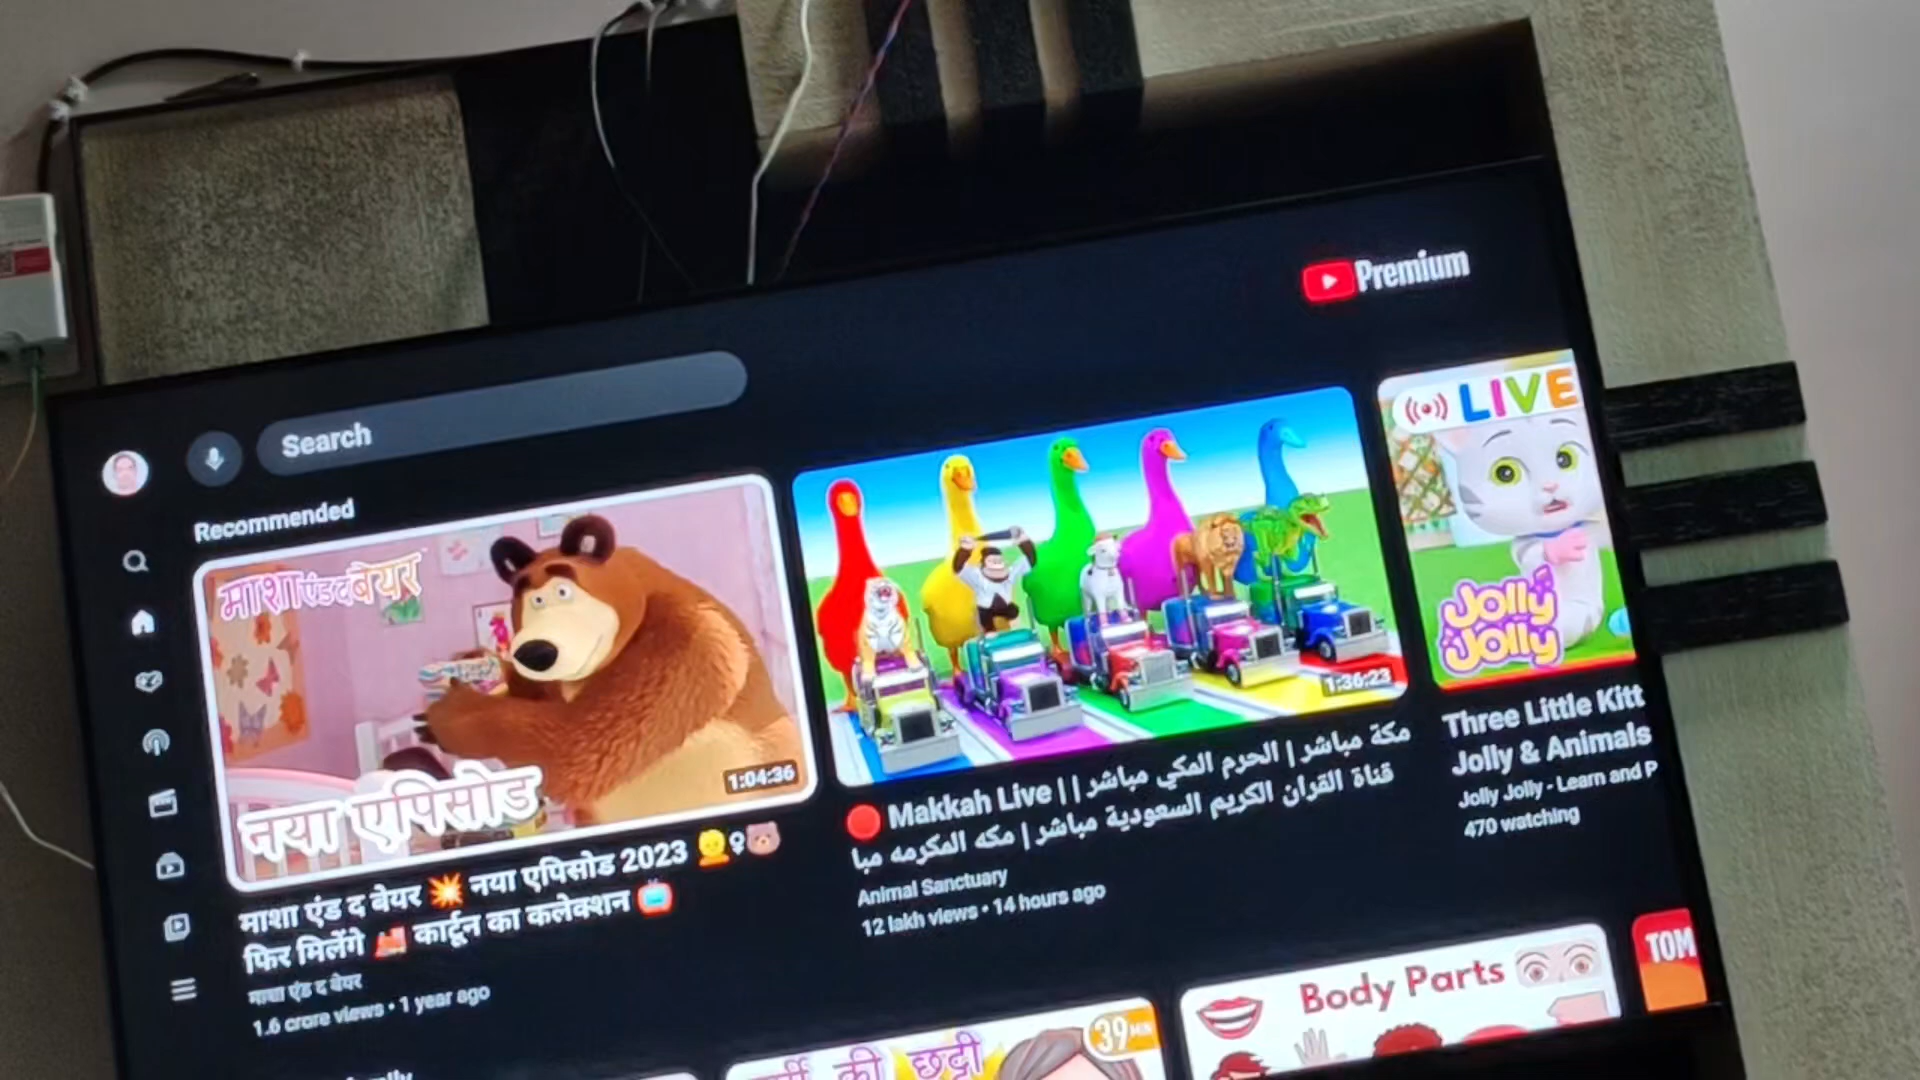 Premium
Search
Recommended
माशा एंड द बेयर
नया एपिसोड
1:04:36
माशा एंड द बेयर 💥 नया एपिसोड 2023 👱‍♀️🐻
फिर मिलेंगे 🚂 कार्टून का कलेक्शन 📺
माशा एंड द बेयर
1.6 crore views • 1 year ago
1:36:23
🔴 Makkah Live | | مكة مباشر | الحرم المكي مباشر
قناة القران الكريم السعودية مباشر | مكه المكرمه مبا
Animal Sanctuary
12 lakh views • 14 hours ago
LIVE
Jolly
Jolly
Three Little Kitt
Jolly & Animals
Jolly Jolly - Learn and P
470 watching
की छट्टी
39 MIN
Body Parts
TOM